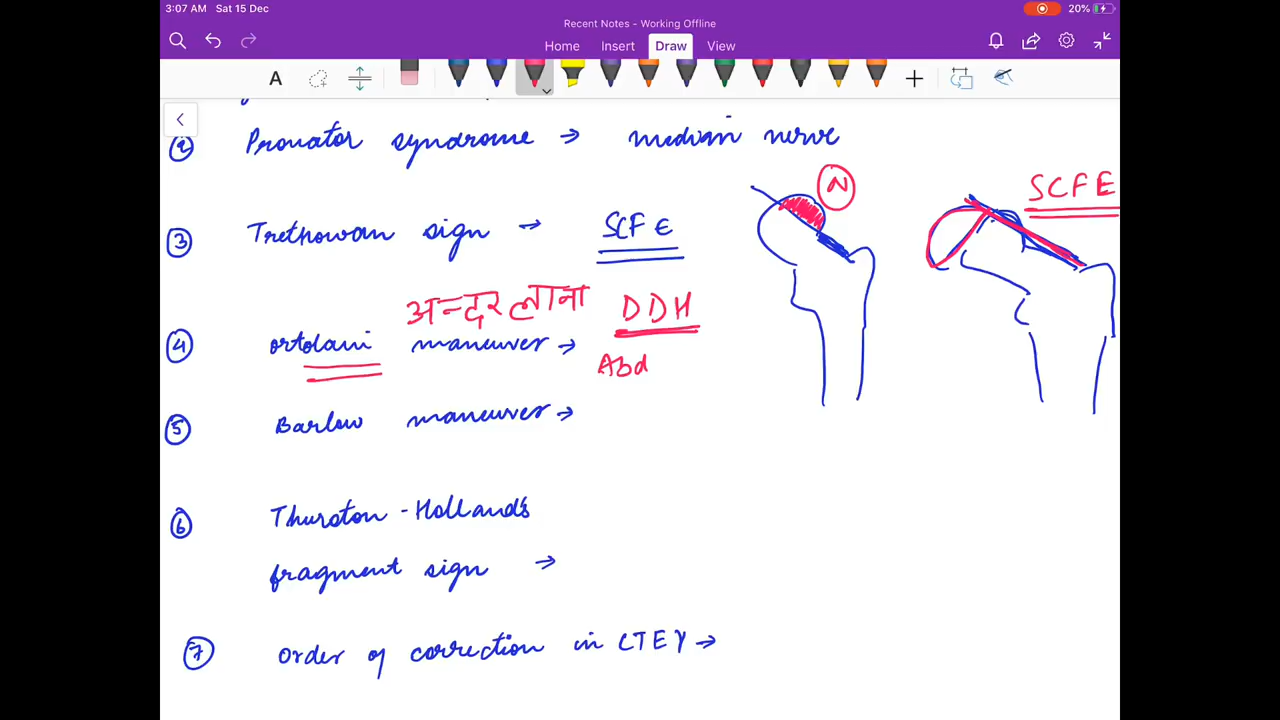 3:07 AM Sat 15 Dec
20%
Recent Notes - Working Offline
Home Insert Draw View
A
② Pronator syndrome → median nerve
N
SCFE
③ Trethowan sign → SCFE
अन्दर लाना DDH
④ ortolani maneuver →
Abd
⑤ Barlow maneuver →
⑥ Thurston-Holland's
fragment sign →
⑦ Order of correction in CTEV →